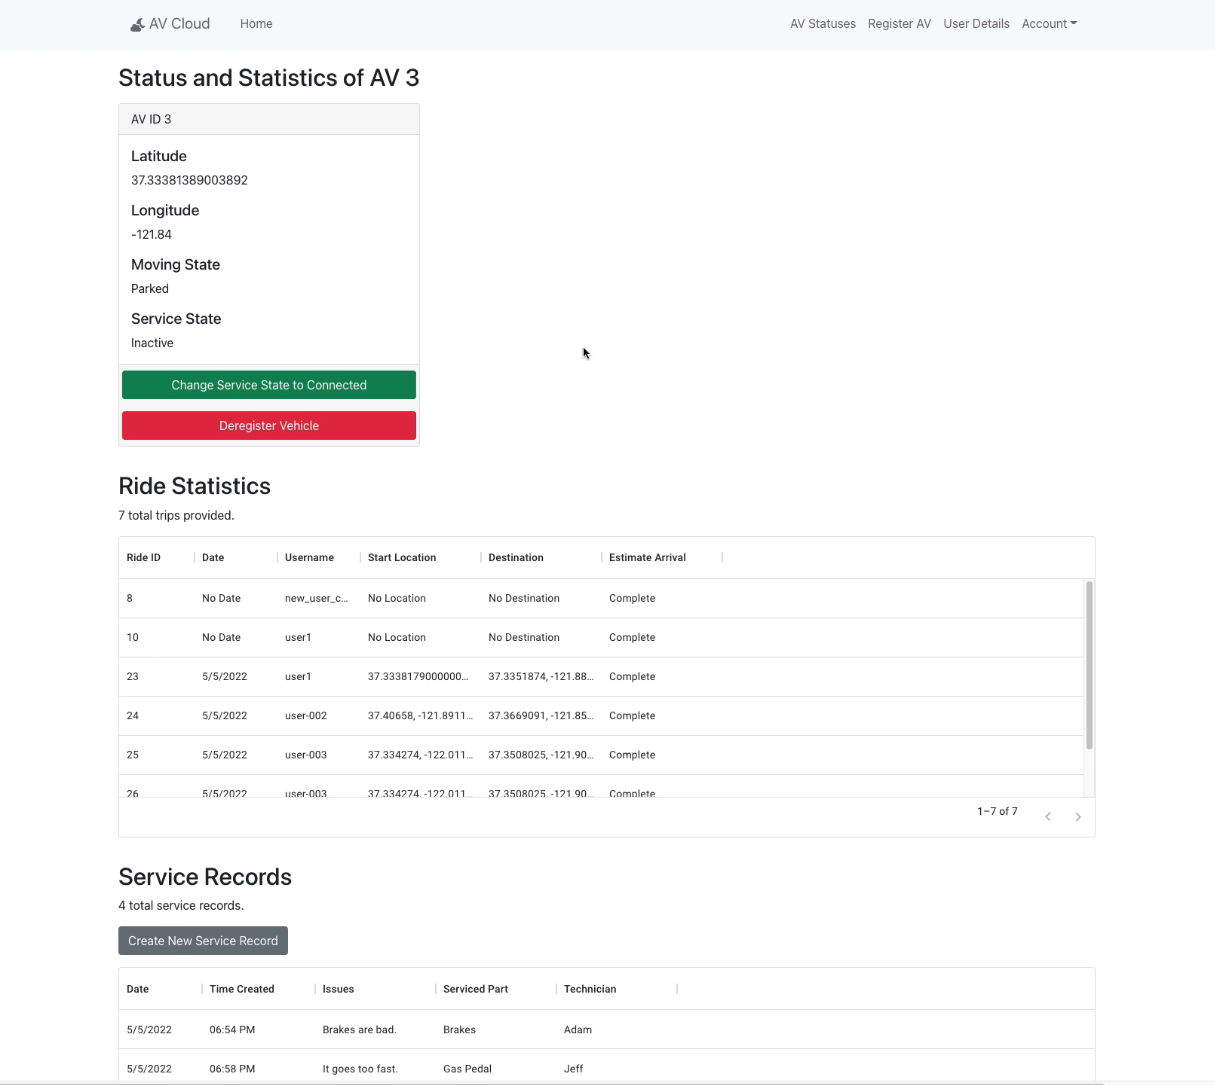 AV Cloud Home AV Statuses Register AV User Details Account
Status and Statistics of AV 3
AV ID 3
Latitude
37.33381389003892
Longitude
-121.84
Moving State
Parked
Service State
Inactive
Change Service State to Connected
Deregister Vehicle
Ride Statistics
7 total trips provided.
Ride ID Date Username Start Location Destination Estimate Arrival
8 No Date new_user_c... No Location No Destination Complete
10 No Date user1 No Location No Destination Complete
23 5/5/2022 user1 37.3338179000000... 37.3351874, -121.88... Complete
24 5/5/2022 user-002 37.40658, -121.8911... 37.3669091, -121.85... Complete
25 5/5/2022 user-003 37.334274, -122.011... 37.3508025, -121.90... Complete
26 5/5/2022 user-003 37.334274, -122.011... 37.3508025, -121.90... Complete
1–7 of 7
Service Records
4 total service records.
Create New Service Record
Date Time Created Issues Serviced Part Technician
5/5/2022 06:54 PM Brakes are bad. Brakes Adam
5/5/2022 06:58 PM It goes too fast. Gas Pedal Jeff